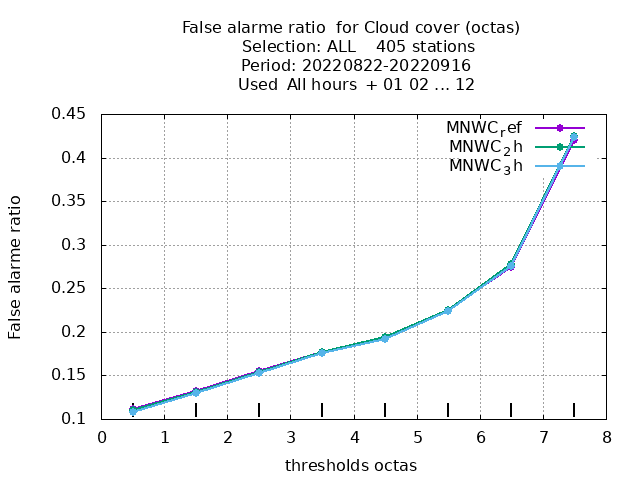 False alarme ratio  for Cloud cover (octas)
Selection: ALL    405 stations
Period: 20220822-20220916
Used  All hours  + 01 02 ... 12
MNWC_ref
MNWC_2h
MNWC_3h
0.45
0.4
0.35
0.3
0.25
0.2
0.15
0.1
False alarme ratio
0 1 2 3 4 5 6 7 8
thresholds octas